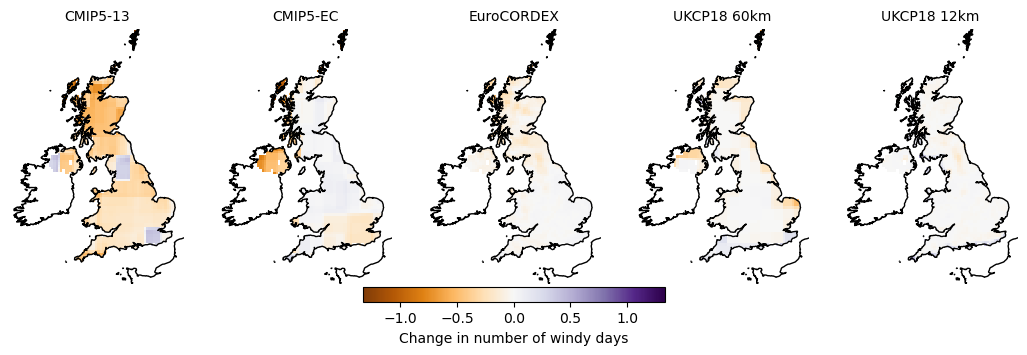 CMIP5-13 CMIP5-EC EuroCORDEX UKCP18 60km UKCP18 12km
−1.0 −0.5 0.0 0.5 1.0
Change in number of windy days